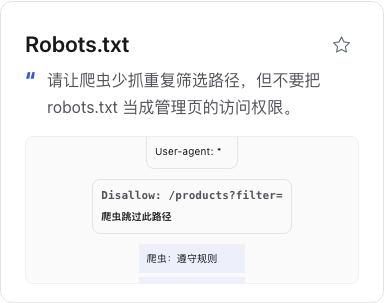 Robots.txt
“ 请让爬虫少抓重复筛选路径，但不要把
robots.txt 当成管理页的访问权限。
User-agent: *
Disallow: /products?filter=
爬虫跳过此路径
爬虫：遵守规则